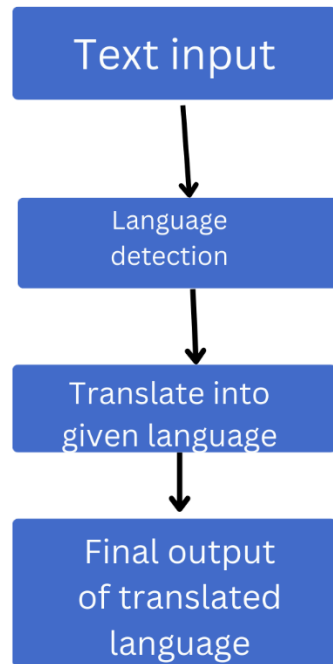 Text input
Language
detection
Translate into
given language
Final output
of translated
language